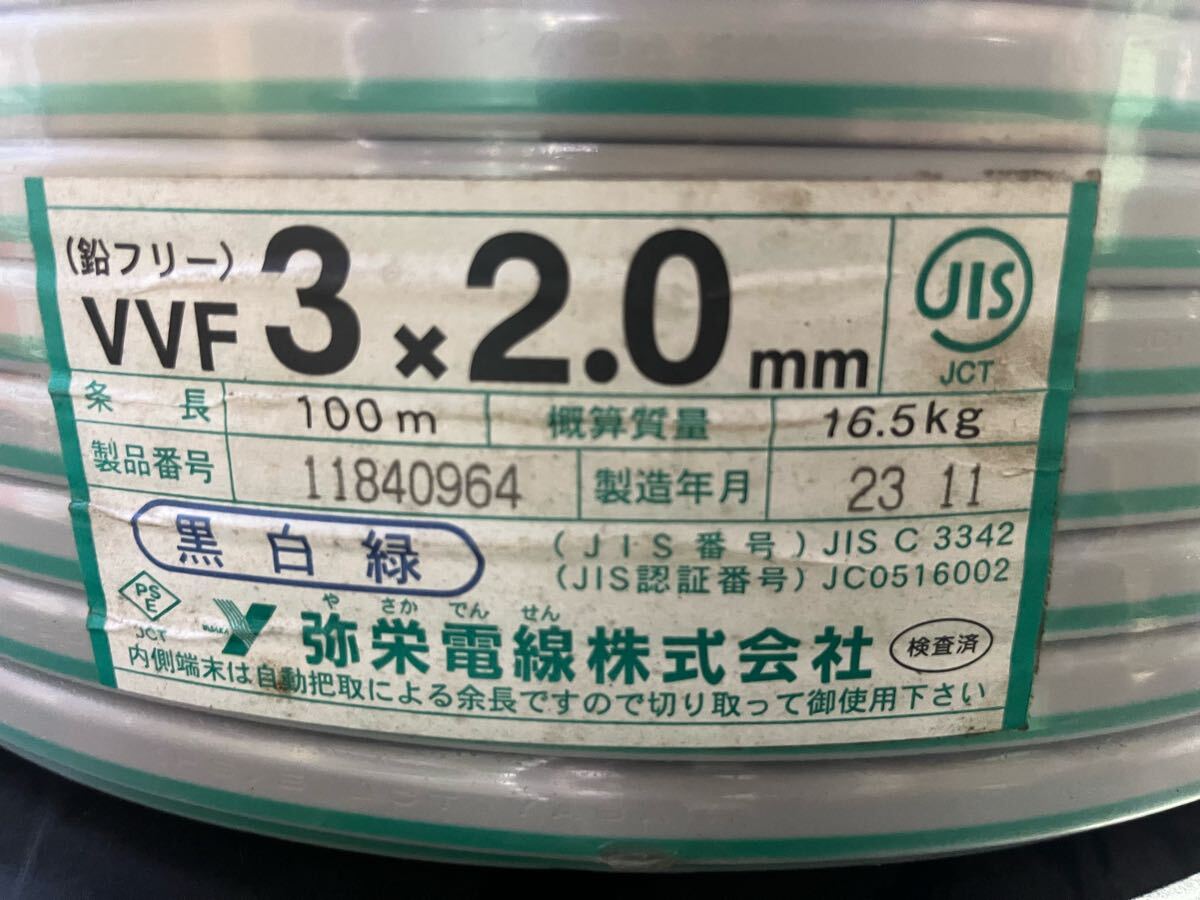 (鉛フリー)
VVF 3×2.0mm
JIS
JCT
条長 100m 概算質量 16.5kg
製品番号 11840964 製造年月 23 11
黒 白 緑
(JIS番号) JIS C 3342
(JIS認証番号) JC0516002
PS
E
JCT
や さか でん せん
弥栄電線株式会社
検査済
内側端末は自動把取による余長ですので切り取って御使用下さい